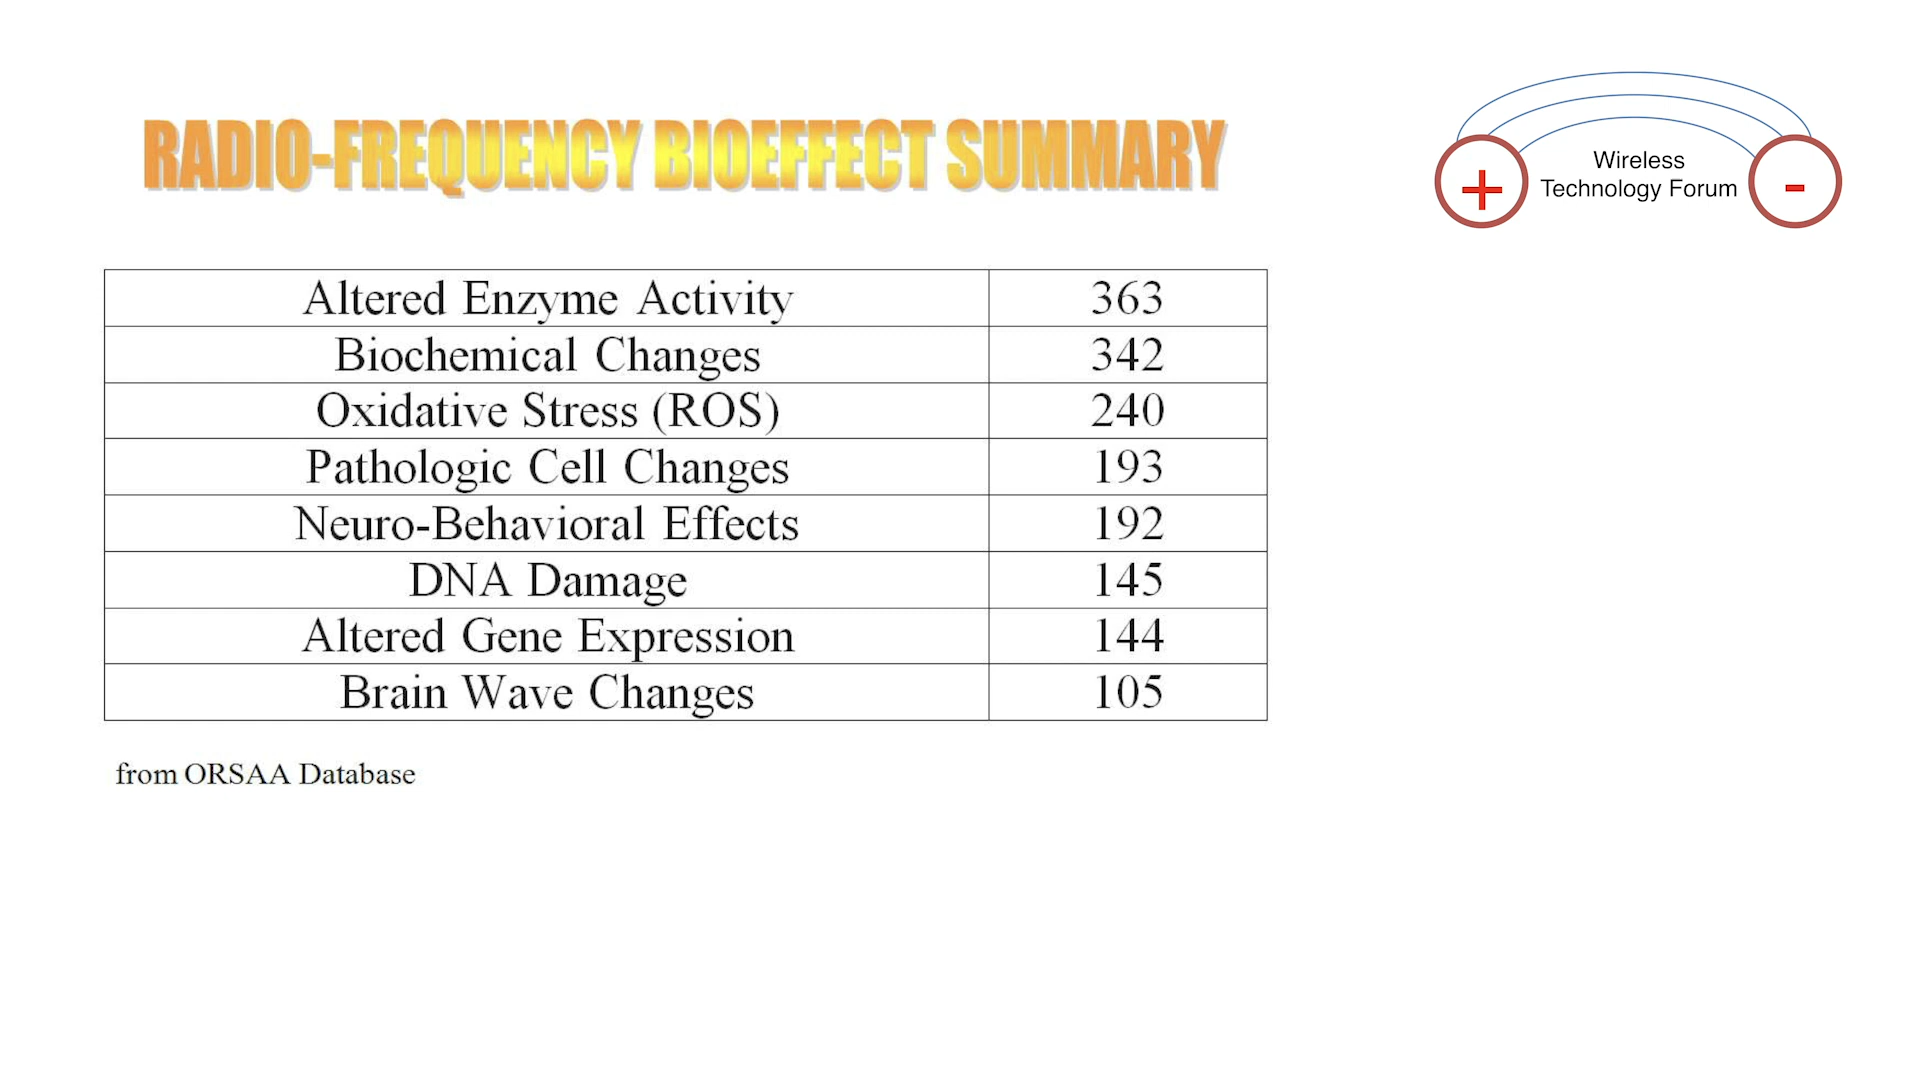 RADIO-FREQUENCY BIOEFFECT SUMMARY
Wireless
Technology Forum
+
-
Altered Enzyme Activity 363
Biochemical Changes 342
Oxidative Stress (ROS) 240
Pathologic Cell Changes 193
Neuro-Behavioral Effects 192
DNA Damage 145
Altered Gene Expression 144
Brain Wave Changes 105
from ORSAA Database